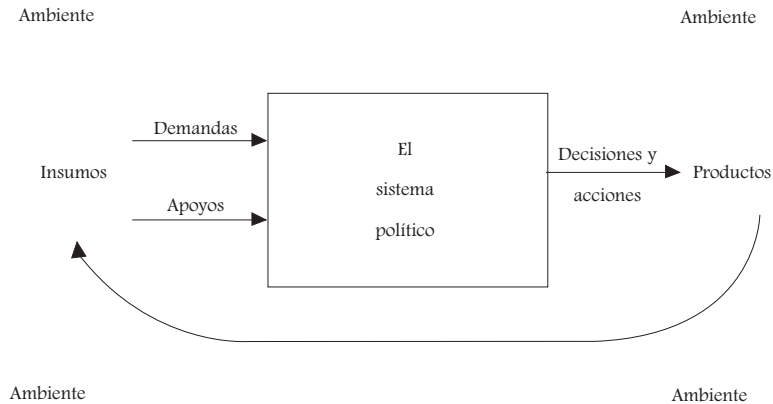 Ambiente
Ambiente
Demandas
Insumos
Apoyos
El
sistema
político
Decisiones y
acciones
Productos
Ambiente
Ambiente